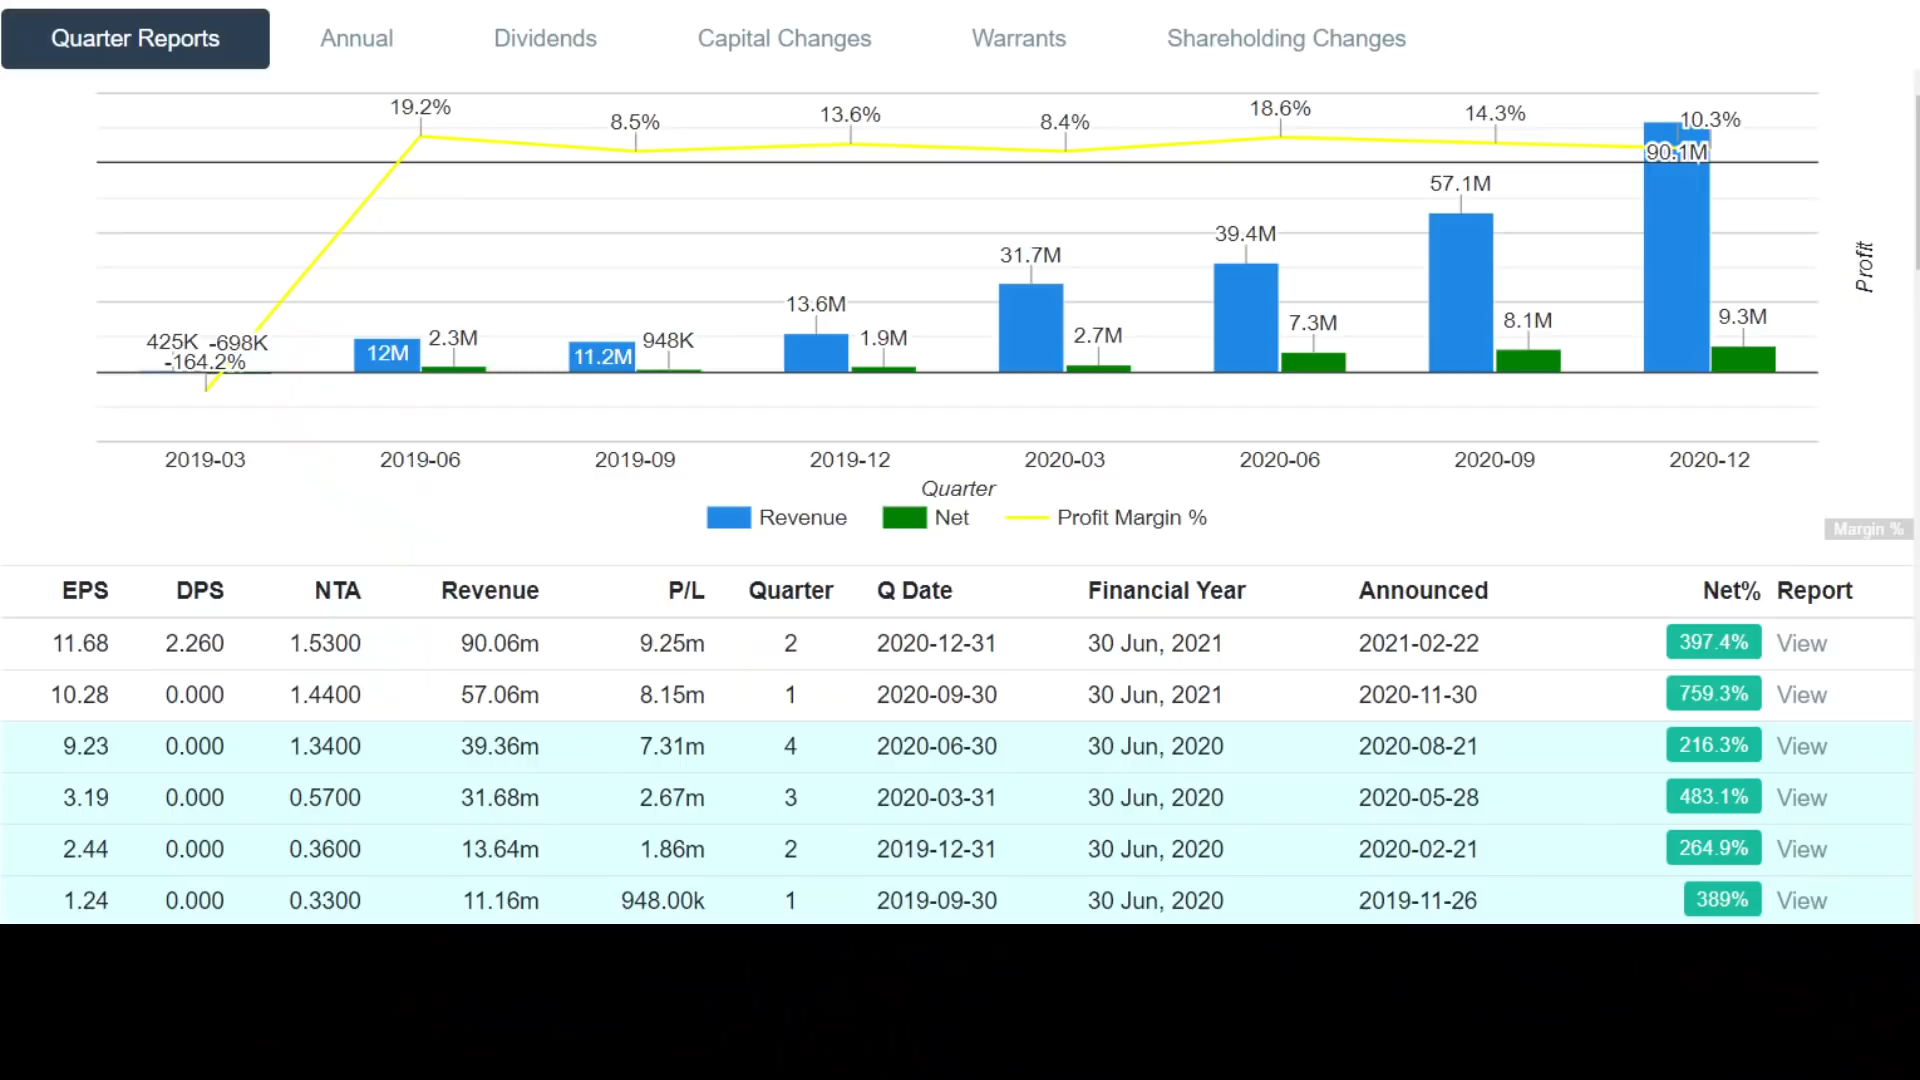 Quarter Reports Annual Dividends Capital Changes Warrants Shareholding Changes
19.2% 8.5% 13.6% 8.4% 18.6% 14.3% 10.3%
90.1M
57.1M
39.4M
31.7M
13.6M
425K -698K 12M 2.3M 11.2M 948K 1.9M 2.7M 7.3M 8.1M 9.3M
-164.2%
Profit
2019-03 2019-06 2019-09 2019-12 2020-03 2020-06 2020-09 2020-12
Quarter
Revenue Net Profit Margin %
Margin %
EPS DPS NTA Revenue P/L Quarter Q Date Financial Year Announced Net% Report
11.68 2.260 1.5300 90.06m 9.25m 2 2020-12-31 30 Jun, 2021 2021-02-22 397.4% View
10.28 0.000 1.4400 57.06m 8.15m 1 2020-09-30 30 Jun, 2021 2020-11-30 759.3% View
9.23 0.000 1.3400 39.36m 7.31m 4 2020-06-30 30 Jun, 2020 2020-08-21 216.3% View
3.19 0.000 0.5700 31.68m 2.67m 3 2020-03-31 30 Jun, 2020 2020-05-28 483.1% View
2.44 0.000 0.3600 13.64m 1.86m 2 2019-12-31 30 Jun, 2020 2020-02-21 264.9% View
1.24 0.000 0.3300 11.16m 948.00k 1 2019-09-30 30 Jun, 2020 2019-11-26 389% View